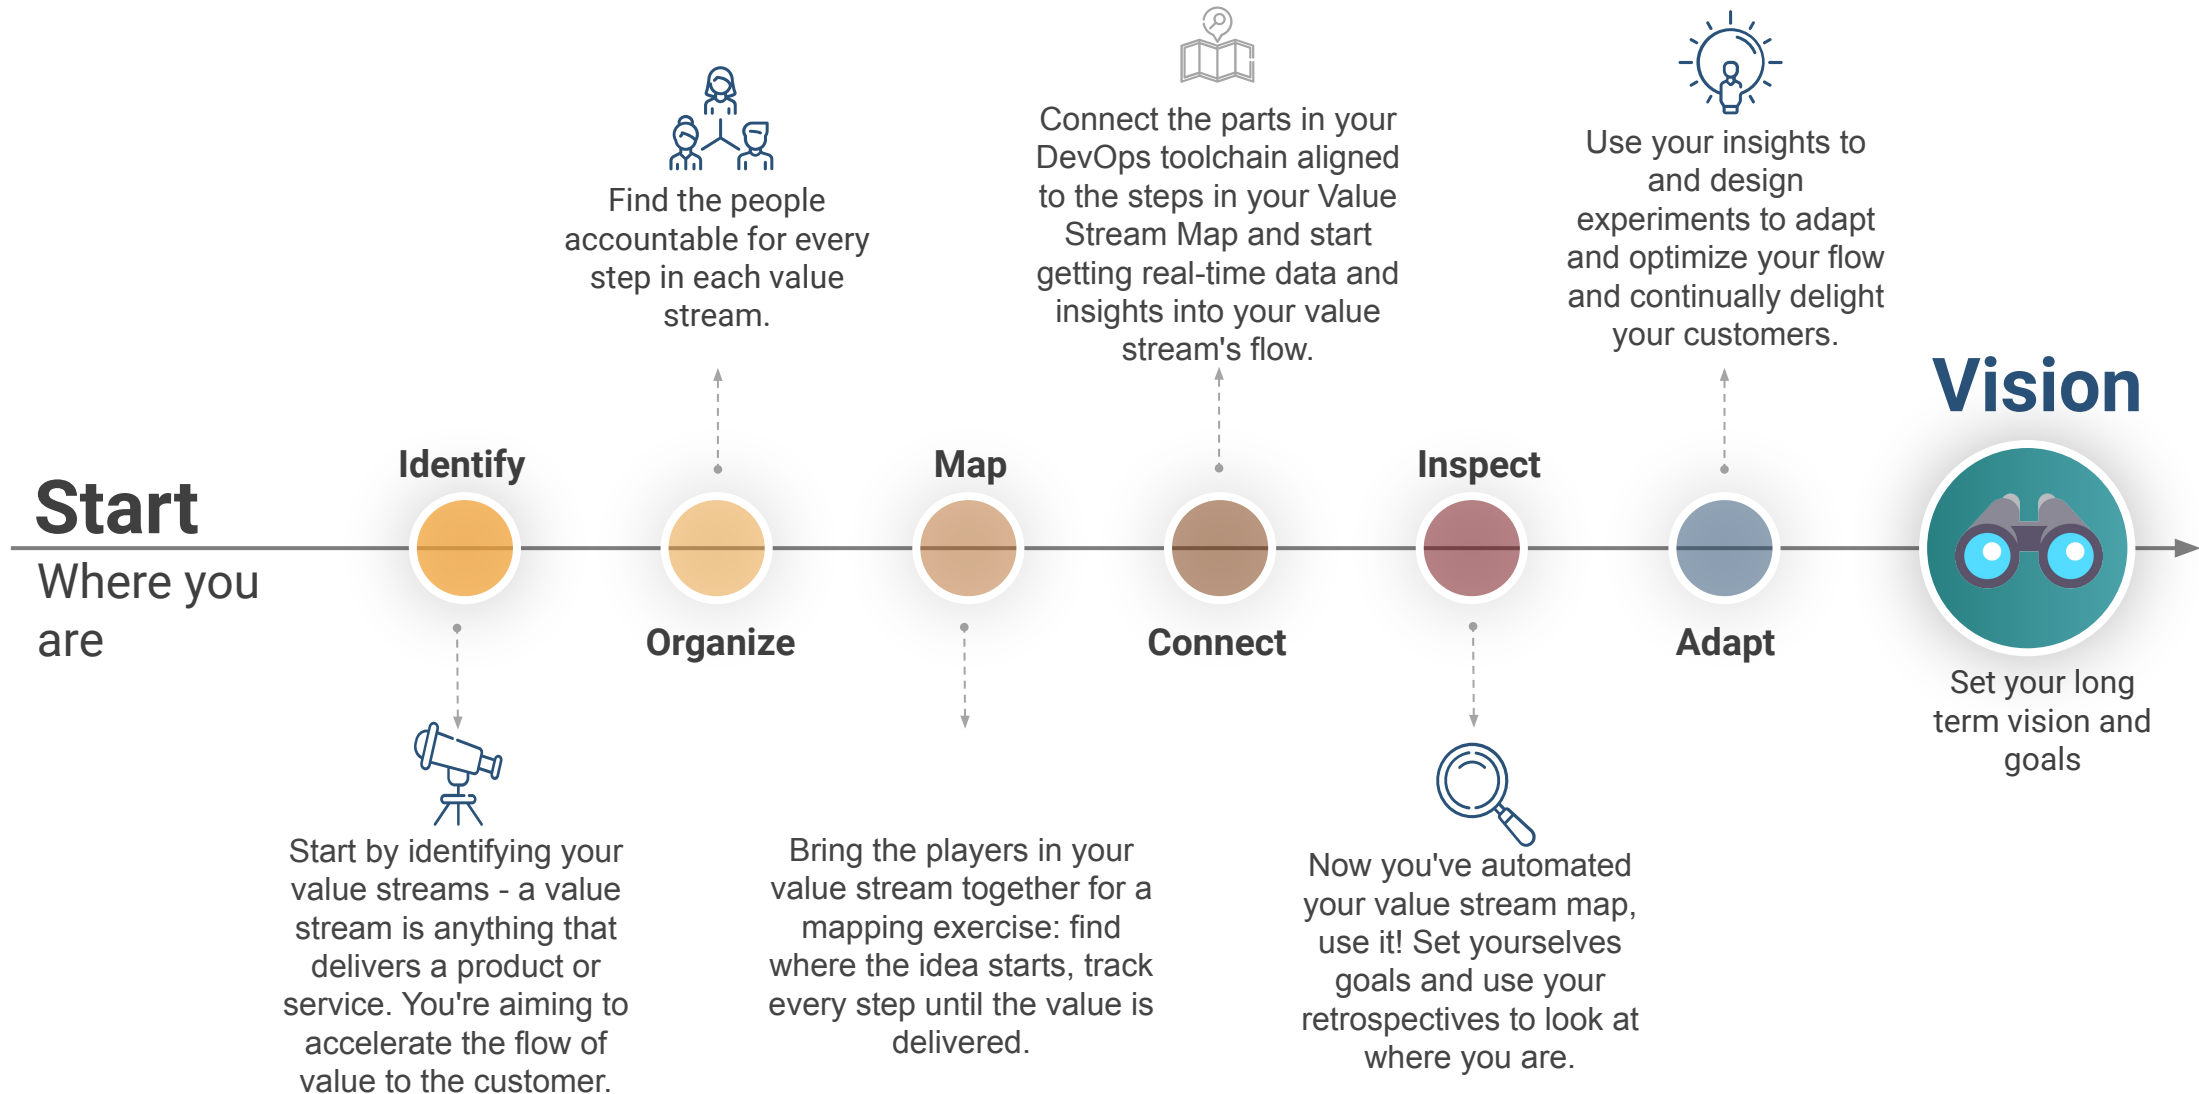 Start
Where you
are
Identify
Start by identifying your
value streams - a value
stream is anything that
delivers a product or
service. You're aiming to
accelerate the flow of
value to the customer.
Find the people
accountable for every
step in each value
stream.
Organize
Map
Bring the players in your
value stream together for a
mapping exercise: find
where the idea starts, track
every step until the value is
delivered.
Connect the parts in your
DevOps toolchain aligned
to the steps in your Value
Stream Map and start
getting real-time data and
insights into your value
stream's flow.
Connect
Inspect
Now you've automated
your value stream map,
use it! Set yourselves
goals and use your
retrospectives to look at
where you are.
Use your insights to
and design
experiments to adapt
and optimize your flow
and continually delight
your customers.
Adapt
Vision
Set your long
term vision and
goals